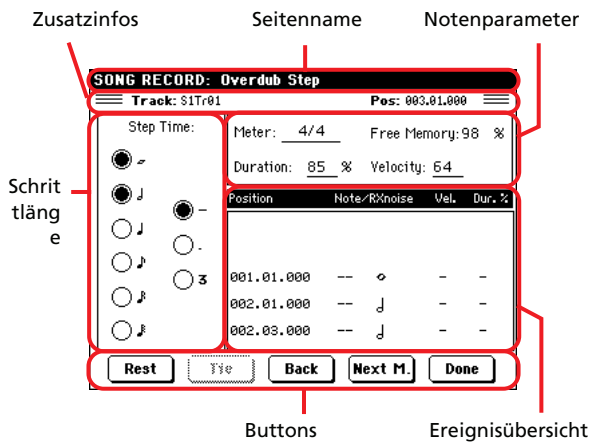 Zusatzinfos Seitenname Notenparameter
SONG RECORD: Overdub Step
Track: S1Tr01 Pos: 003.01.000
Step Time:
Meter: 4/4 Free Memory: 98 %
Duration: 85 % Velocity: 64
Schrit
tläng
e
Position Note/RXnoise Vel. Dur.%
-
.
3
001.01.000 -- - -
002.01.000 -- - -
002.03.000 -- - -
Rest Tie Back Next M. Done
Buttons Ereignisübersicht